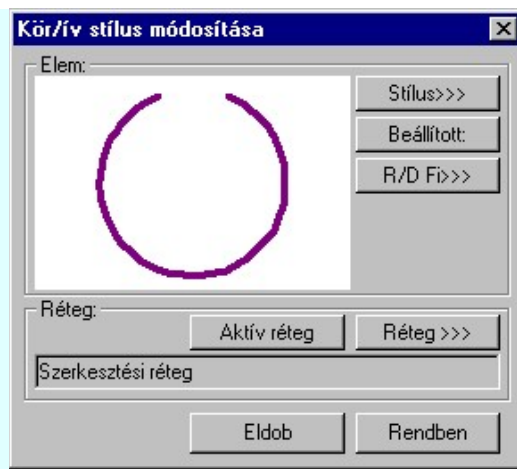 Kör/ív stílus módosítása
Elem:
Stílus>>>
Beállított:
R/D Fi>>>
Réteg:
Aktív réteg
Réteg >>>
Szerkesztési réteg
Eldob
Rendben